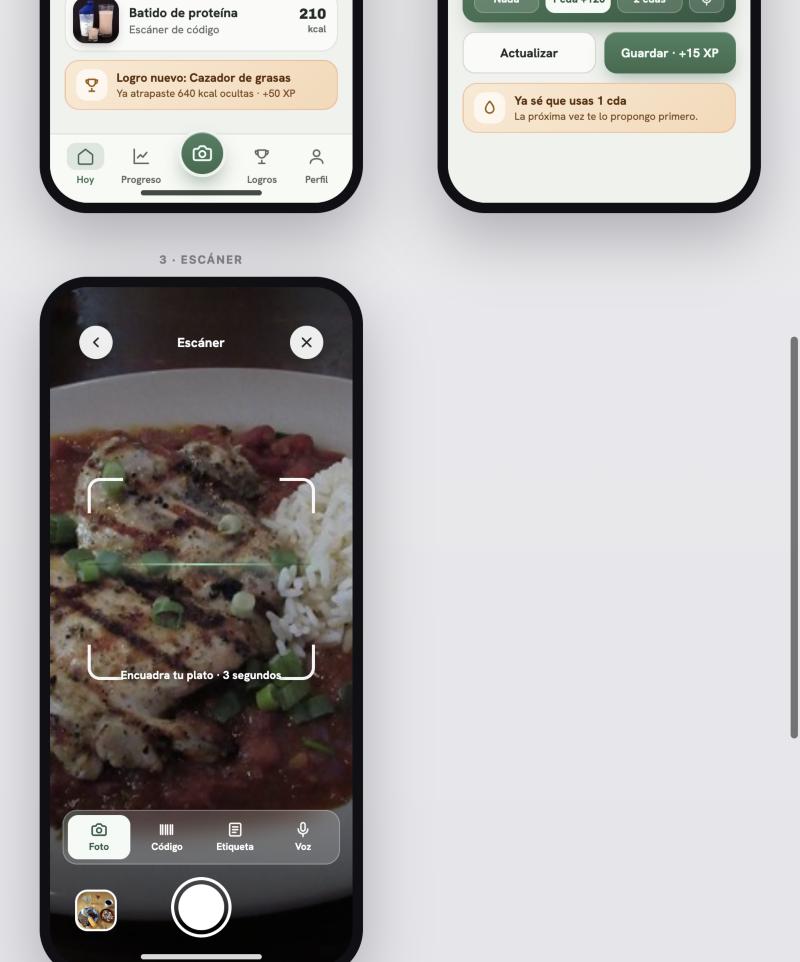 Batido de proteína
Escáner de código
210
kcal
Logro nuevo: Cazador de grasas
Ya atrapaste 640 kcal ocultas · +50 XP
Hoy
Progreso
Logros
Perfil
Actualizar
Guardar · +15 XP
Ya sé que usas 1 cda
La próxima vez te lo propongo primero.
3 · ESCÁNER
Escáner
Encuadra tu plato · 3 segundos
Foto
Código
Etiqueta
Voz